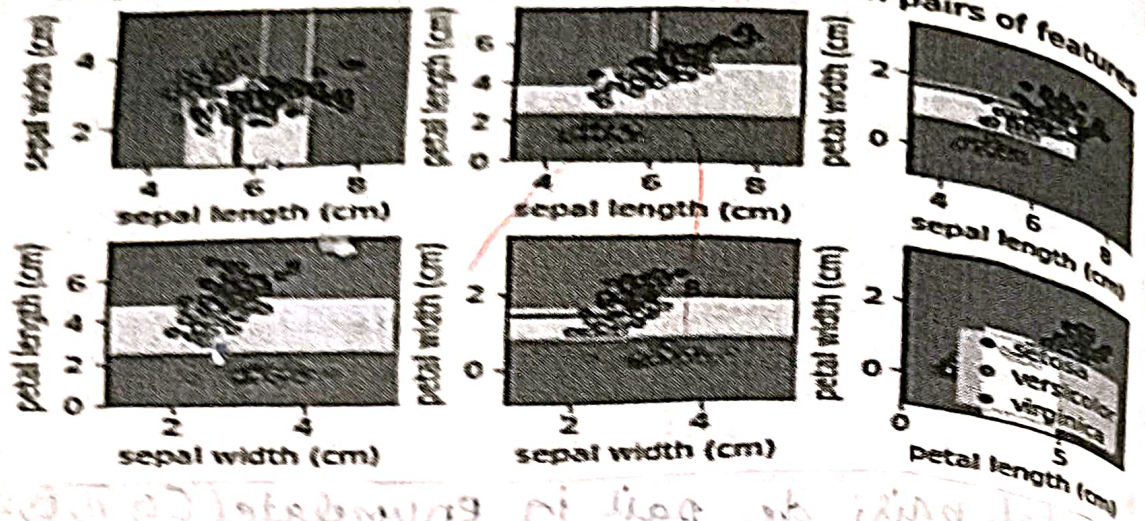 pairs of features
sepal width (cm)
4
2
4
6
8
sepal length (cm)
petal length (cm)
6
4
2
0
4
6
8
sepal length (cm)
petal width (cm)
2
0
4
6
8
sepal length (cm)
petal length (cm)
6
4
2
0
2
4
sepal width (cm)
petal width (cm)
2
0
2
4
sepal width (cm)
petal width (cm)
2
0
setosa
versicolor
virginica
0
5
petal length (cm)